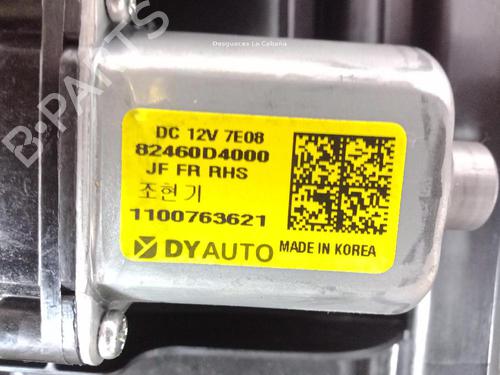 Desguaces La Cabaña
B-PARTS
DC 12V 7E08
82460D4000
JF FR RHS
조현기
1100763621
DYAUTO
MADE IN KOREA